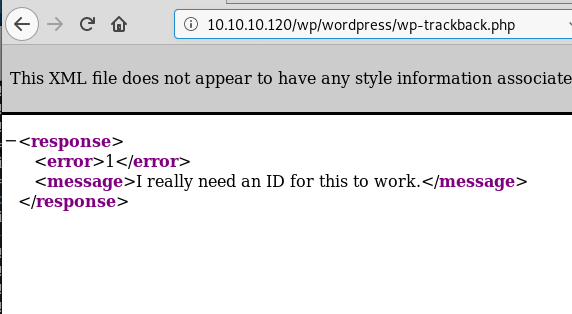 10.10.10.120/wp/wordpress/wp-trackback.php
This XML file does not appear to have any style information associate
−<response>
<error>1</error>
<message>I really need an ID for this to work.</message>
</response>